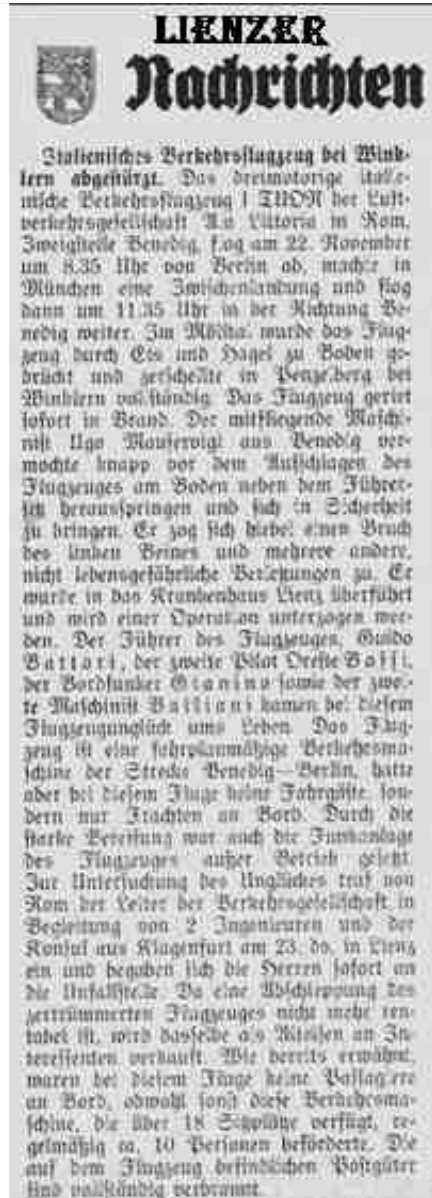 LIENZER
Nachrichten
Italienisches Verkehrsflugzeug bei Wink-
lern abgestürzt. Das dreimotorige italie-
nische Verkehrsflugzeug I TUOR der Luft-
verkehrsgesellschaft Ala Littoria in Rom,
Zweigstelle Venedig, flog am 22. November
um 8.35 Uhr von Berlin ab, machte in
München eine Zwischenlandung und flog
dann um 11.35 Uhr in der Richtung Ve-
nedig weiter. Im Mölltal wurde das Flug-
zeug durch Eis und Hagel zu Boden ge-
drückt und zerschellte in Penzelberg bei
Winklern vollständig. Das Flugzeug geriet
sofort in Brand. Der mitfliegende Maschi-
nist Ugo Manservigi aus Venedig ver-
mochte knapp vor dem Aufschlagen des
Flugzeuges am Boden neben dem Führer-
sitz herausspringen und sich in Sicherheit
zu bringen. Er zog sich hiebei einen Bruch
des linken Beines und mehrere andere,
nicht lebensgefährliche Verletzungen zu. Er
wurde in das Krankenhaus Lienz überführt
und wird einer Operation unterzogen wer-
den. Der Führer des Flugzeuges, Guido
Battori, der zweite Pilot Oreste Bassi,
der Bordfunker Gianino sowie der zwei-
te Maschinist Balliani kamen bei diesem
Flugzeugunglück ums Leben. Das Flug-
zeug ist eine fahrplanmäßige Verkehrsma-
schine der Strecke Venedig—Berlin, hatte
aber bei diesem Fluge keine Fahrgäste, son-
dern nur Frachten an Bord. Durch die
starke Vereisung war auch die Funkanlage
des Flugzeuges außer Betrieb gesetzt.
Zur Untersuchung des Unglückes traf von
Rom der Leiter der Verkehrsgesellschaft in
Begleitung von 2 Ingenieuren und der
Konsul aus Klagenfurt am 23. ds. in Lienz
ein und begaben sich die Herren sofort an
die Unfallstelle. Da eine Abschleppung des
zertrümmerten Flugzeuges nicht mehr ren-
tabel ist, wird dasselbe als Alteisen an In-
teressenten verkauft. Wie bereits erwähnt,
waren bei diesem Fluge keine Passagiere
an Bord, obwohl sonst diese Verkehrsma-
schine, die über 18 Sitzplätze verfügt, re-
gelmäßig ca. 10 Personen beförderte. Die
auf dem Flugzeug befindlichen Postgüter
sind vollständig verbrannt.